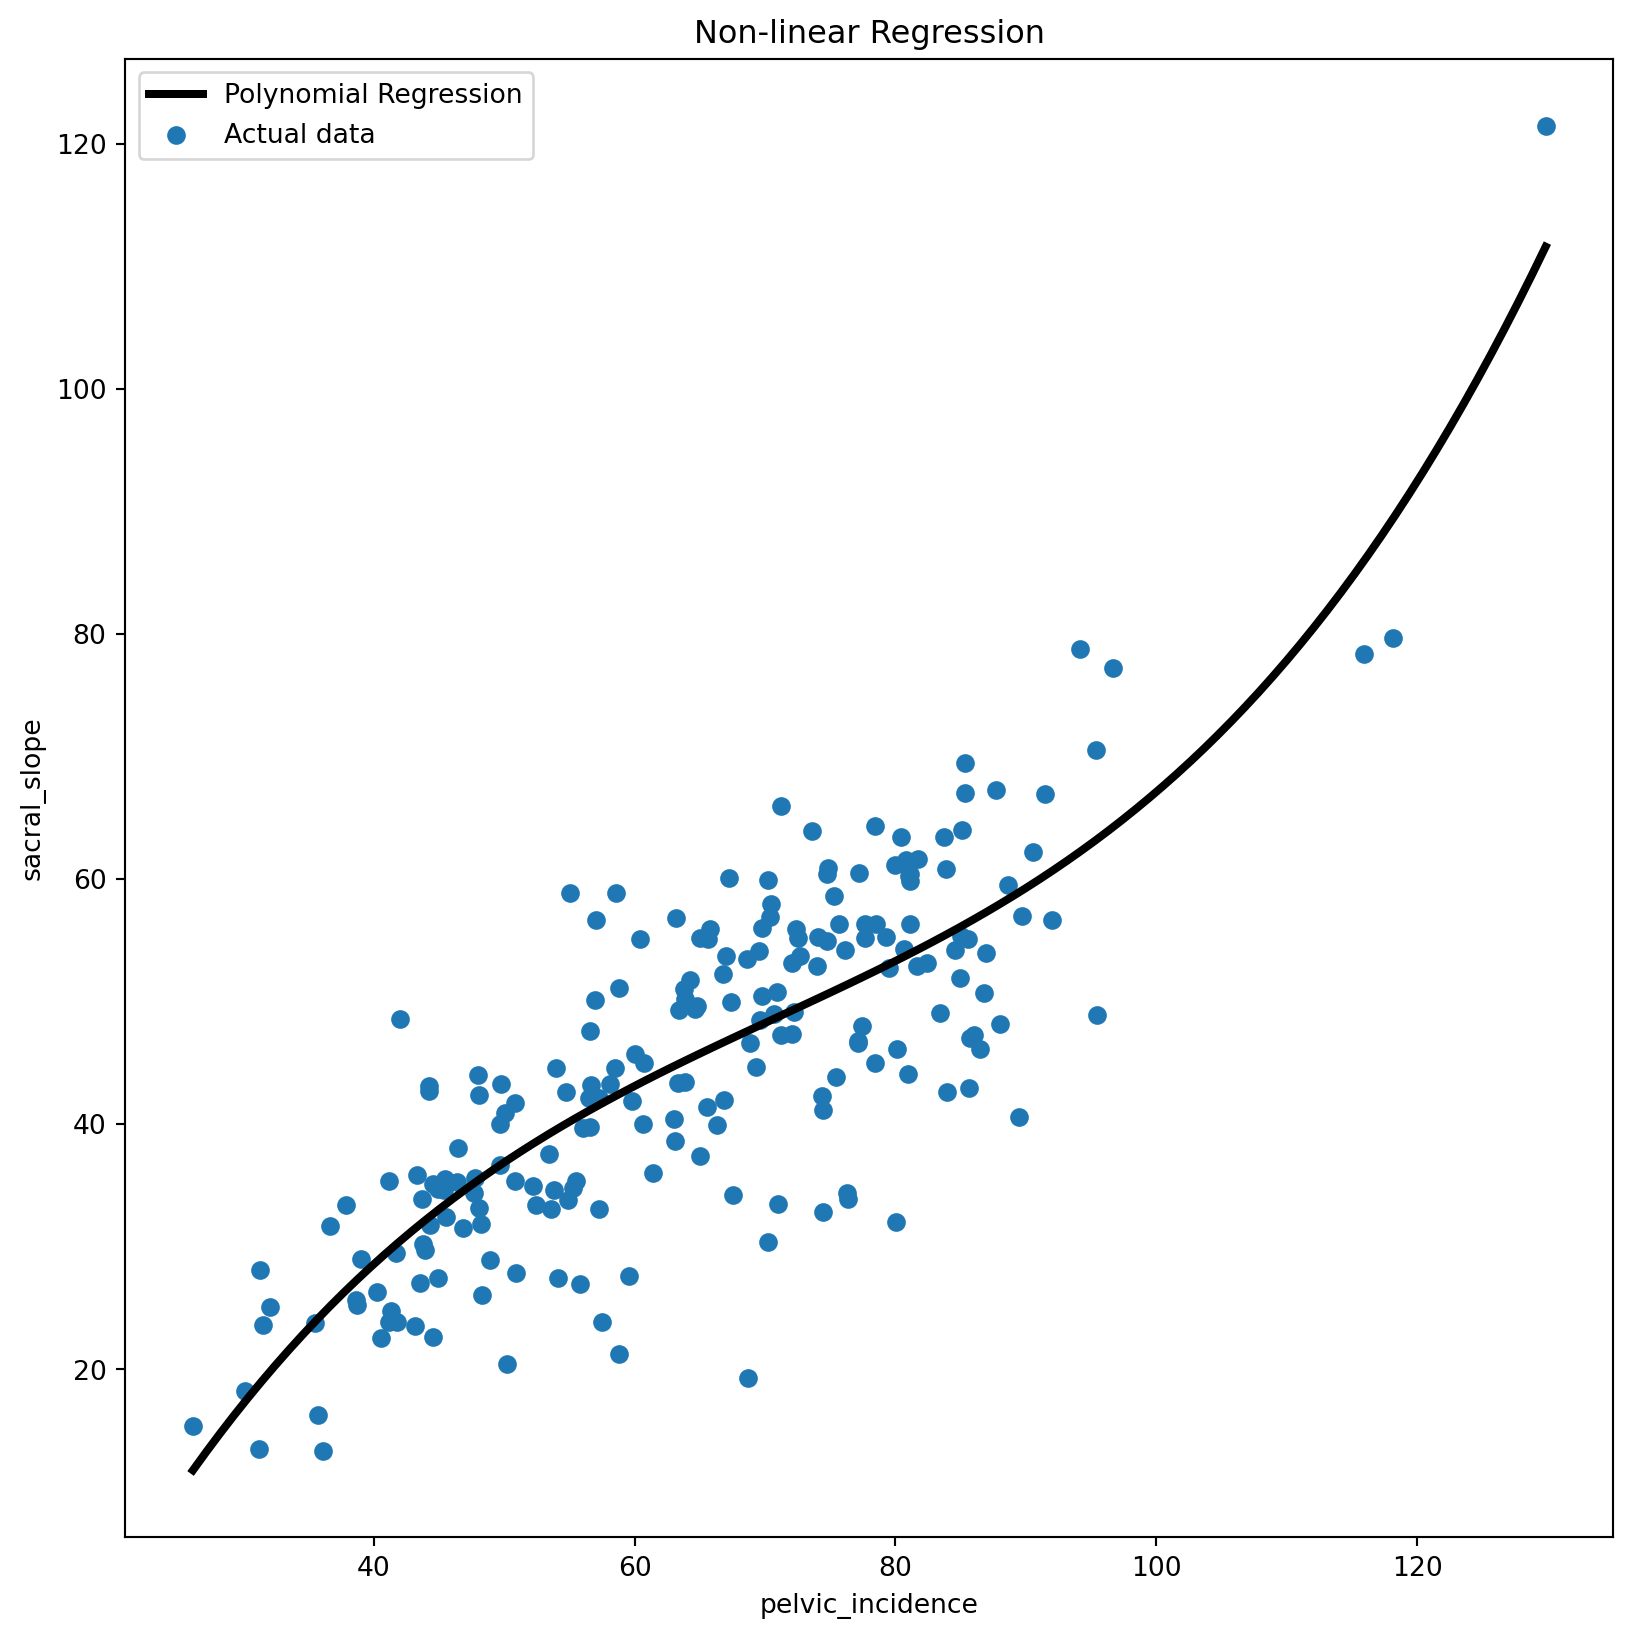 Non-linear Regression
Polynomial Regression
Actual data
120
100
80
60
40
20
sacral_slope
40
60
80
100
120
pelvic_incidence